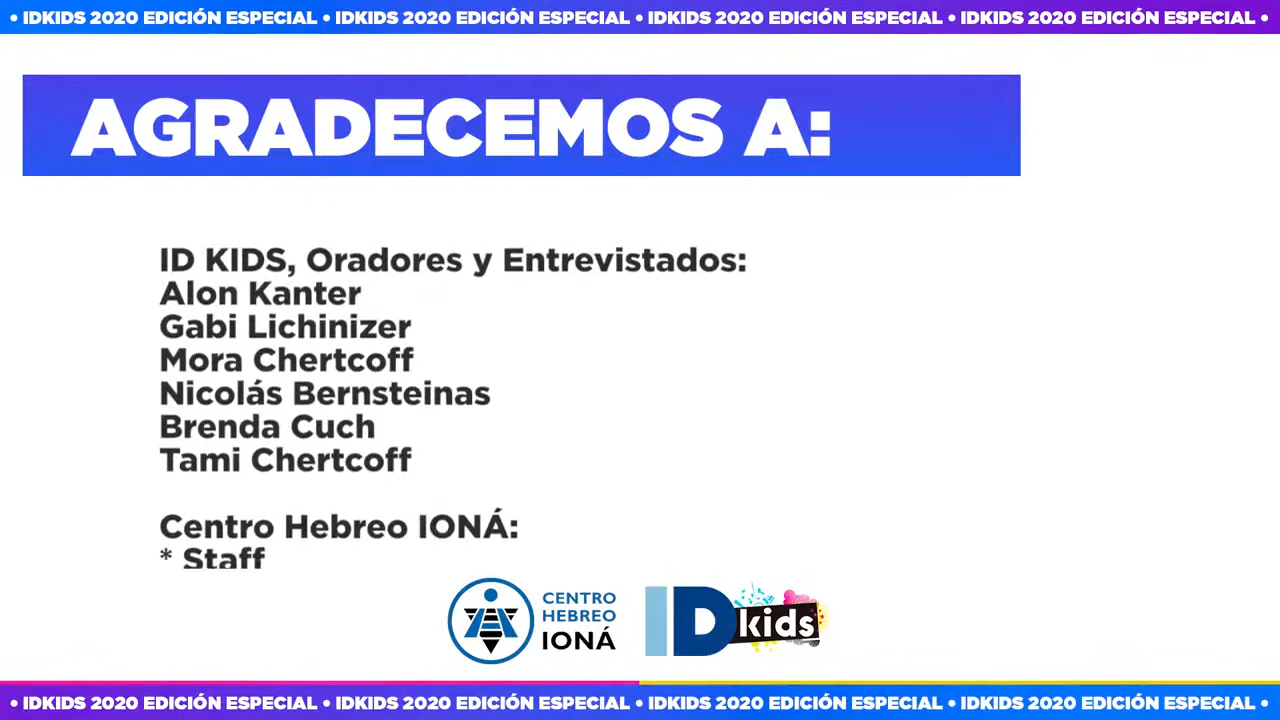 • IDKIDS 2020 EDICIÓN ESPECIAL • IDKIDS 2020 EDICIÓN ESPECIAL • IDKIDS 2020 EDICIÓN ESPECIAL • IDKIDS 2020 EDICIÓN ESPECIAL •
AGRADECEMOS A:
ID KIDS, Oradores y Entrevistados:
Alon Kanter
Gabi Lichinizer
Mora Chertcoff
Nicolás Bernsteinas
Brenda Cuch
Tami Chertcoff
Centro Hebreo IONÁ:
* Staff
CENTRO
HEBREO
IONÁ
ID kids
• IDKIDS 2020 EDICIÓN ESPECIAL • IDKIDS 2020 EDICIÓN ESPECIAL • IDKIDS 2020 EDICIÓN ESPECIAL • IDKIDS 2020 EDICIÓN ESPECIAL •